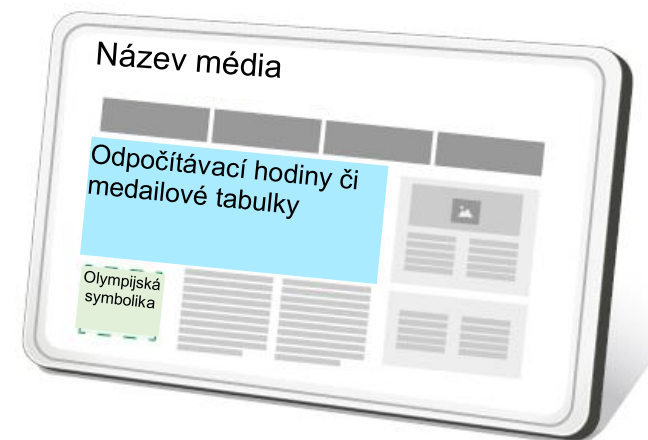 Název média
Odpočítávací hodiny či
medailové tabulky
Olympijská
symbolika